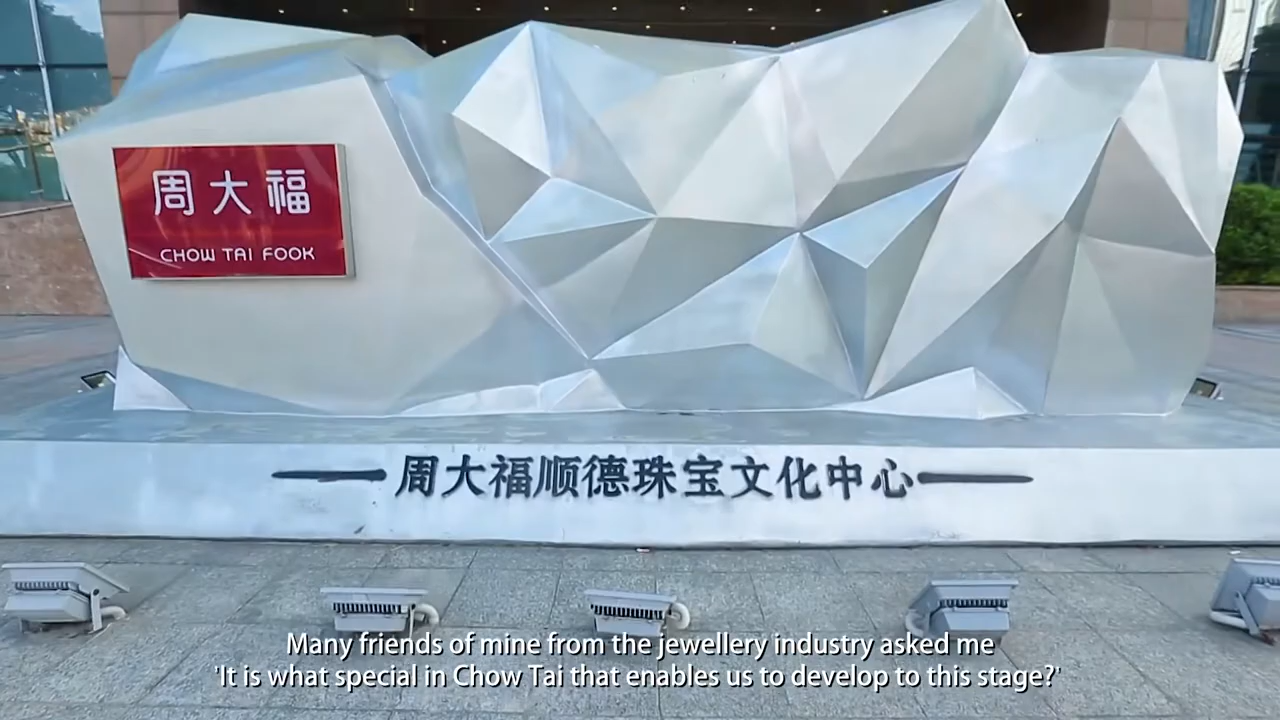 周大福
CHOW TAI FOOK
周大福顺德珠宝文化中心
Many friends of mine from the jewellery industry asked me
'It is what special in Chow Tai that enables us to develop to this stage?'